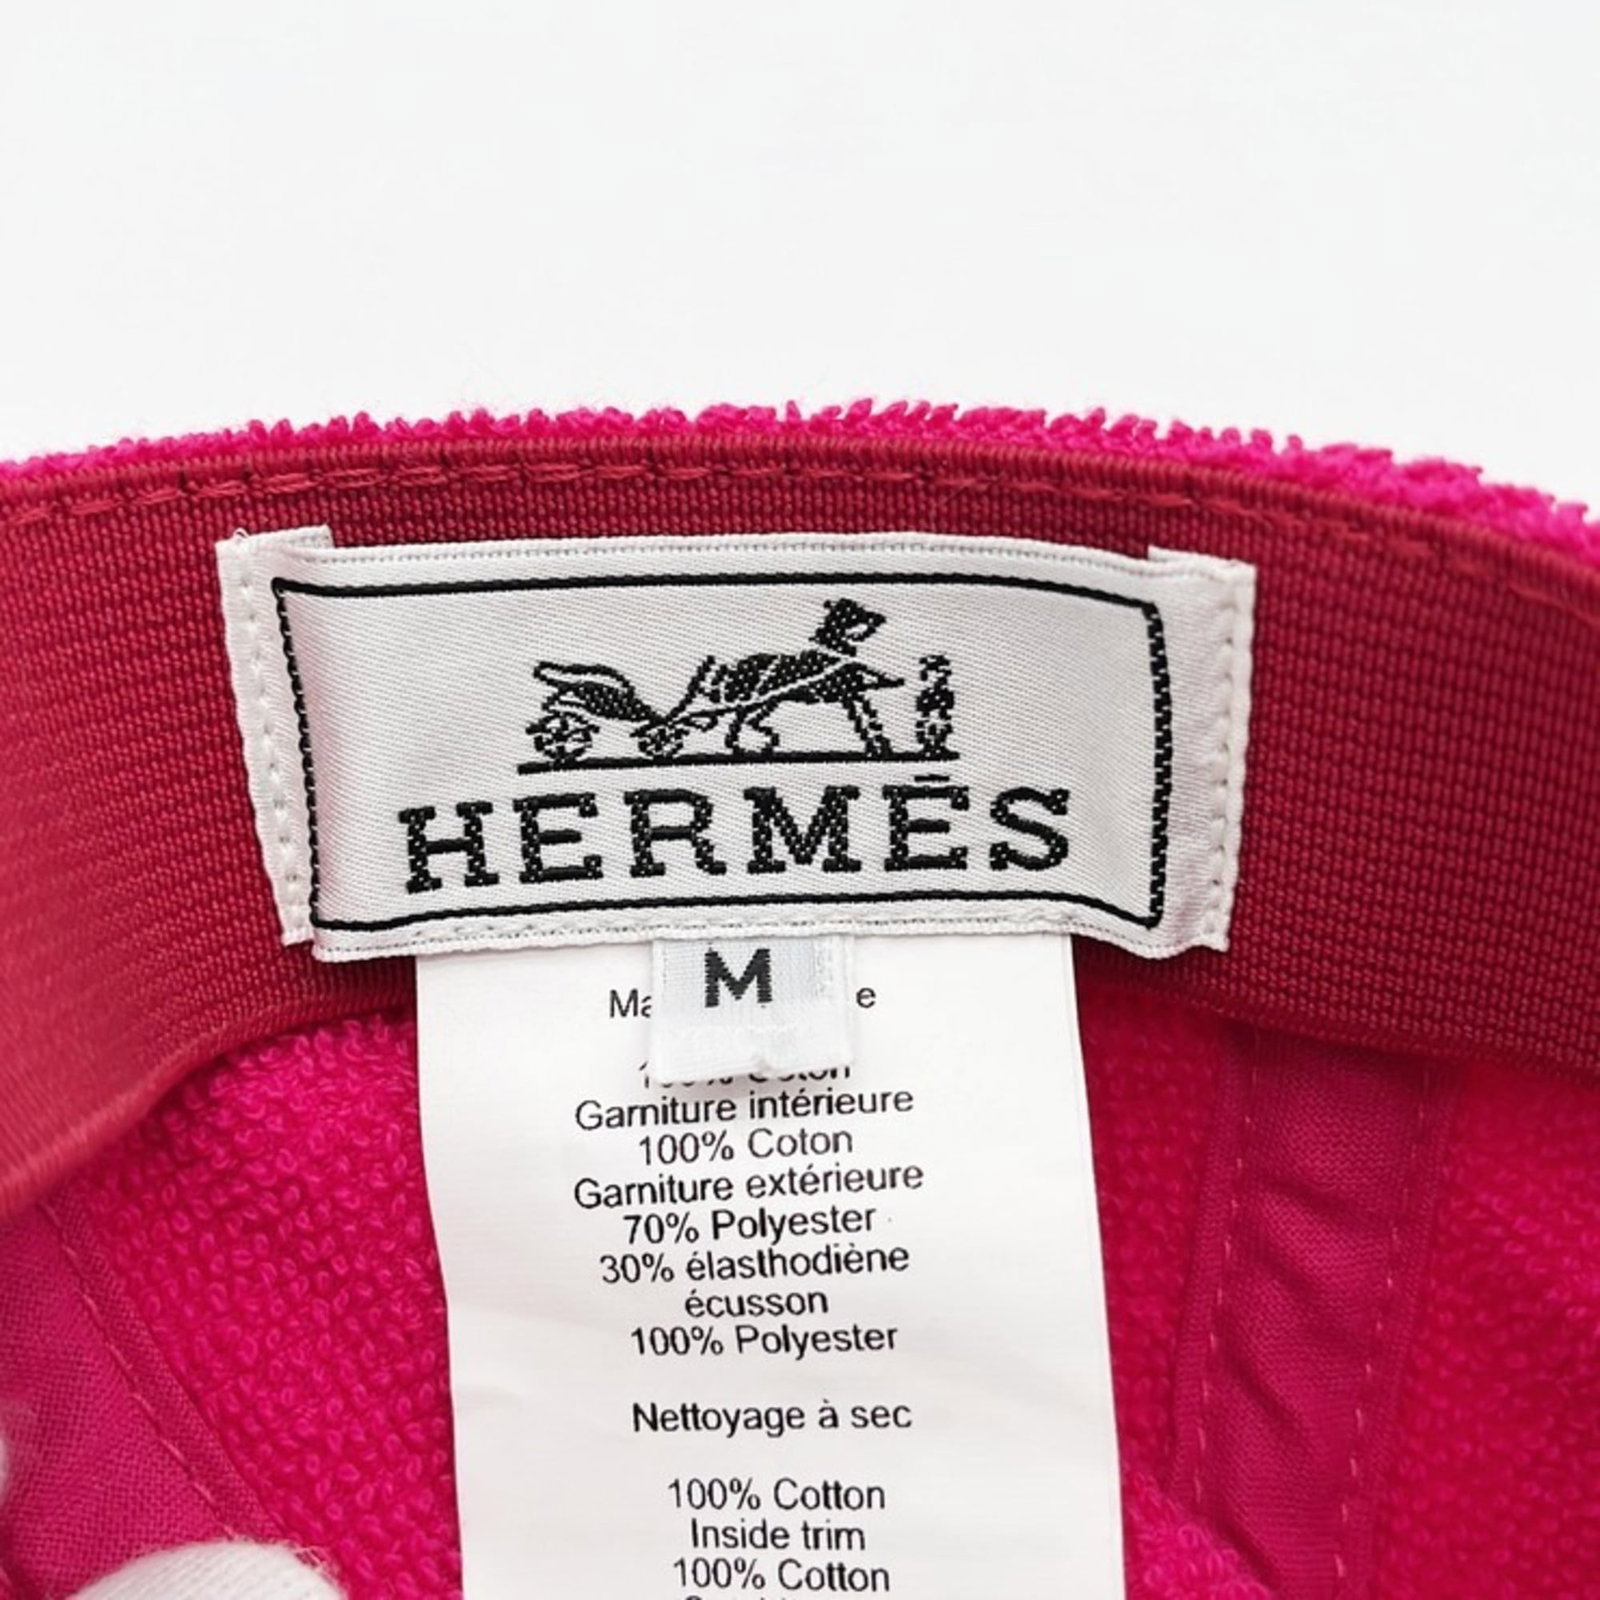 HERMÈS
M
Garniture intérieure
100% Coton
Garniture extérieure
70% Polyester
30% élasthodiène
écusson
100% Polyester
Nettoyage à sec
100% Cotton
Inside trim
100% Cotton